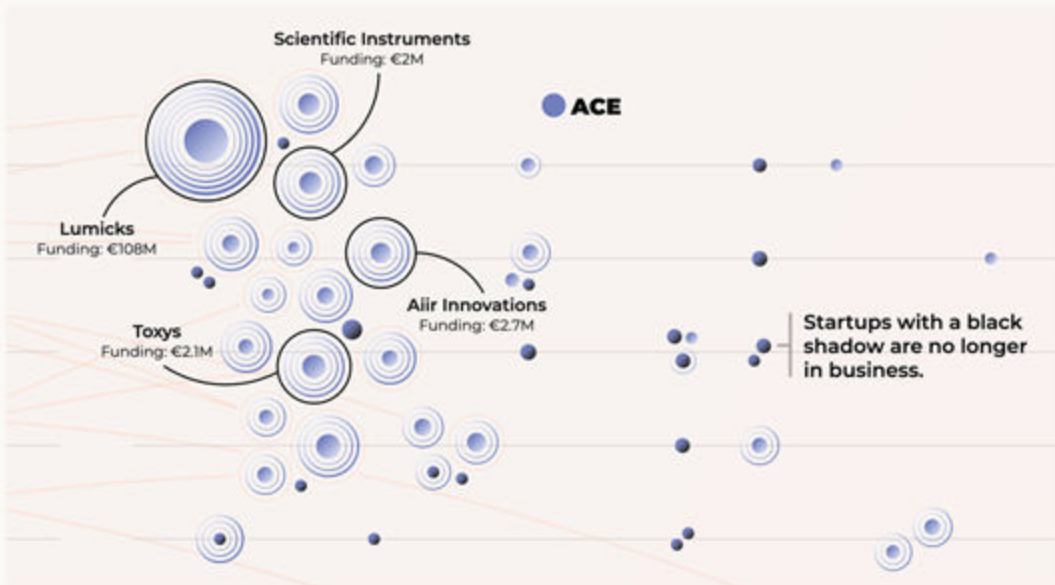 Scientific Instruments
Funding: €2M
ACE
Lumicks
Funding: €108M
Aiir Innovations
Funding: €2.7M
Toxys
Funding: €2.1M
Startups with a black
shadow are no longer
in business.